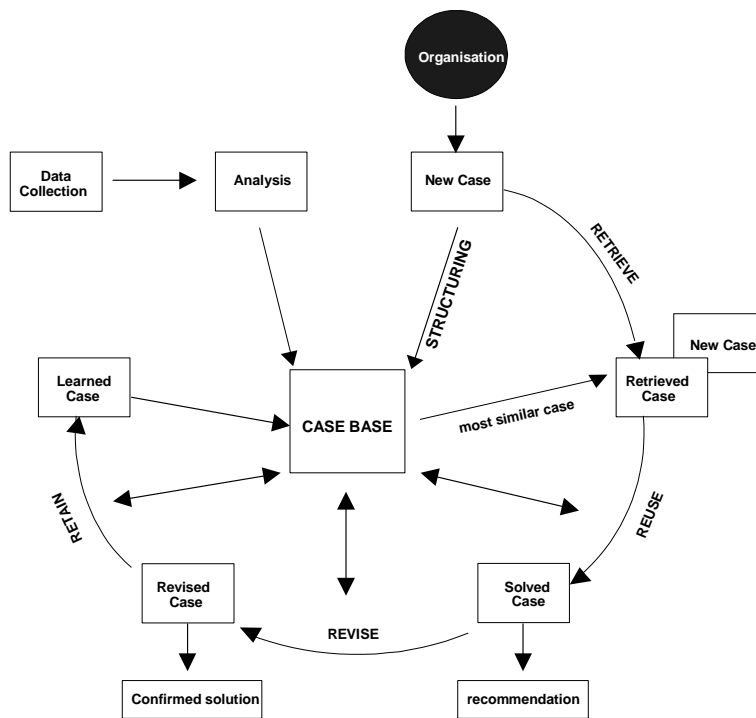 Organisation
Data
Collection
Analysis
New Case
RETRIEVE
STRUCTURING
New Case
Learned
Case
Retrieved
Case
CASE BASE
most similar case
RETAIN
REUSE
Revised
Case
Solved
Case
REVISE
Confirmed solution
recommendation